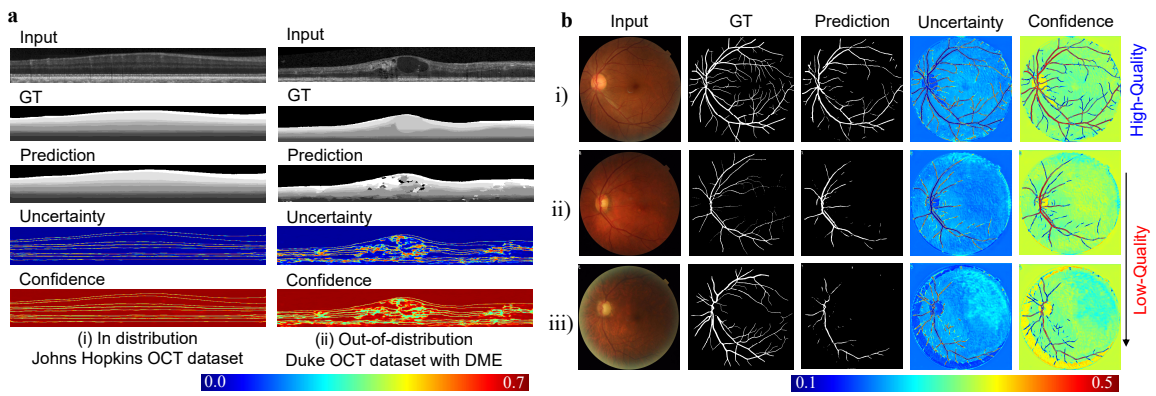 a
Input
Input
GT
GT
Prediction
Prediction
Uncertainty
Uncertainty
Confidence
Confidence
(i) In distribution
Johns Hopkins OCT dataset
(ii) Out-of-distribution
Duke OCT dataset with DME
0.0
0.7
b
Input
GT
Prediction
Uncertainty
Confidence
i)
ii)
iii)
High-Quality
Low-Quality
0.1
0.5